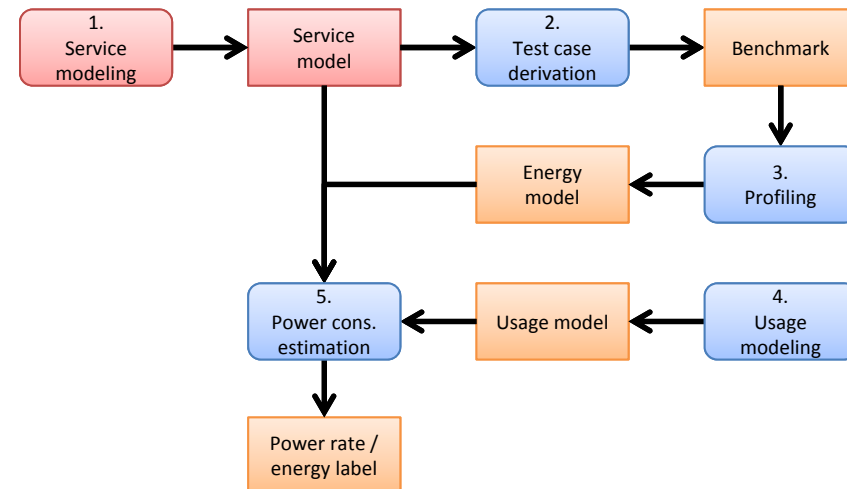 1.
Service
modeling
Service
model
2.
Test case
derivation
Benchmark
Energy
model
3.
Profiling
5.
Power cons.
estimation
Usage model
4.
Usage
modeling
Power rate /
energy label